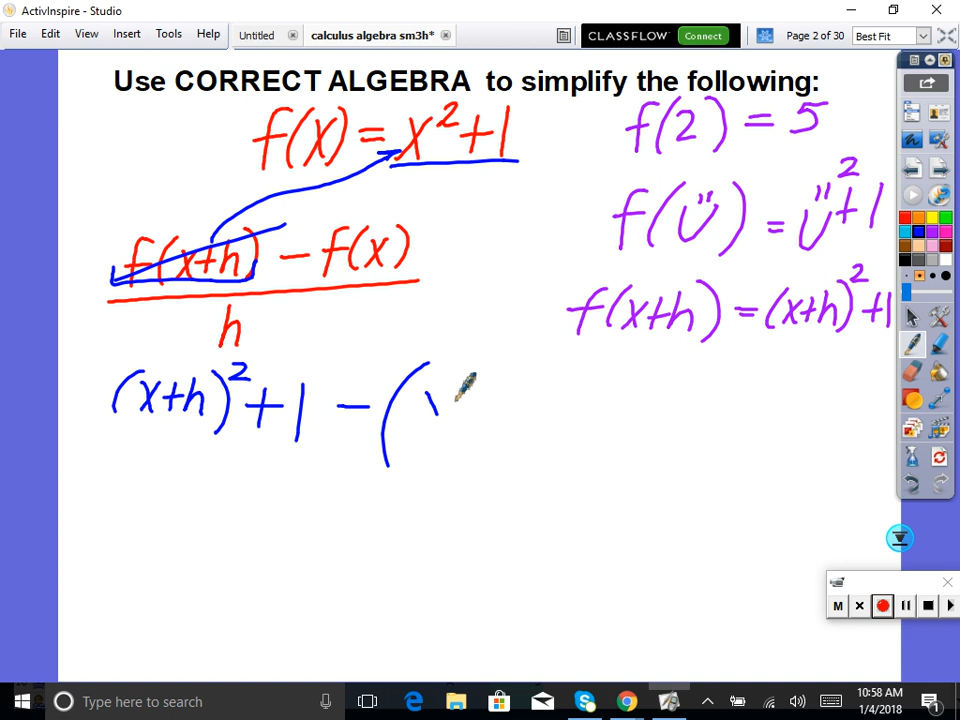 ActivInspire - Studio
File Edit View Insert Tools Help Untitled calculus algebra sm3h* CLASSFLOW Connect Page 2 of 30 Best Fit
Use CORRECT ALGEBRA to simplify the following:
f(x) = x²+1
f(2) = 5
f("U") = "U"²+1
f(x+h) - f(x)
h
f(x+h) = (x+h)²+1
(x+h)²+1 - (
M
Type here to search
10:58 AM
1/4/2018
1